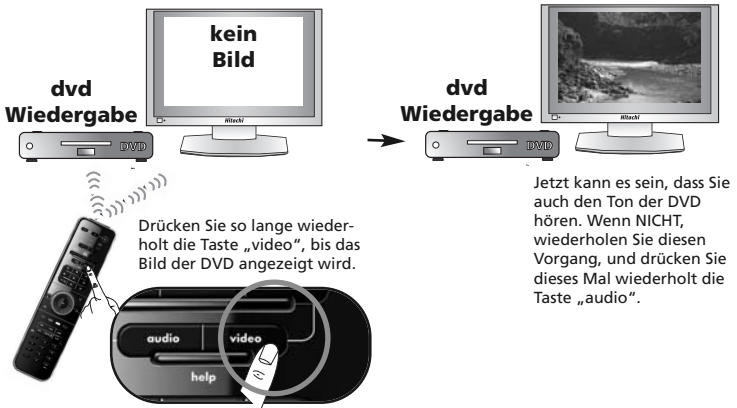 kein
Bild
dvd
Wiedergabe
Hitachi
DVD
dvd
Wiedergabe
Hitachi
DVD
Drücken Sie so lange wieder-
holt die Taste „video“, bis das
Bild der DVD angezeigt wird.
audio
video
help
Jetzt kann es sein, dass Sie
auch den Ton der DVD
hören. Wenn NICHT,
wiederholen Sie diesen
Vorgang, und drücken Sie
dieses Mal wiederholt die
Taste „audio“.